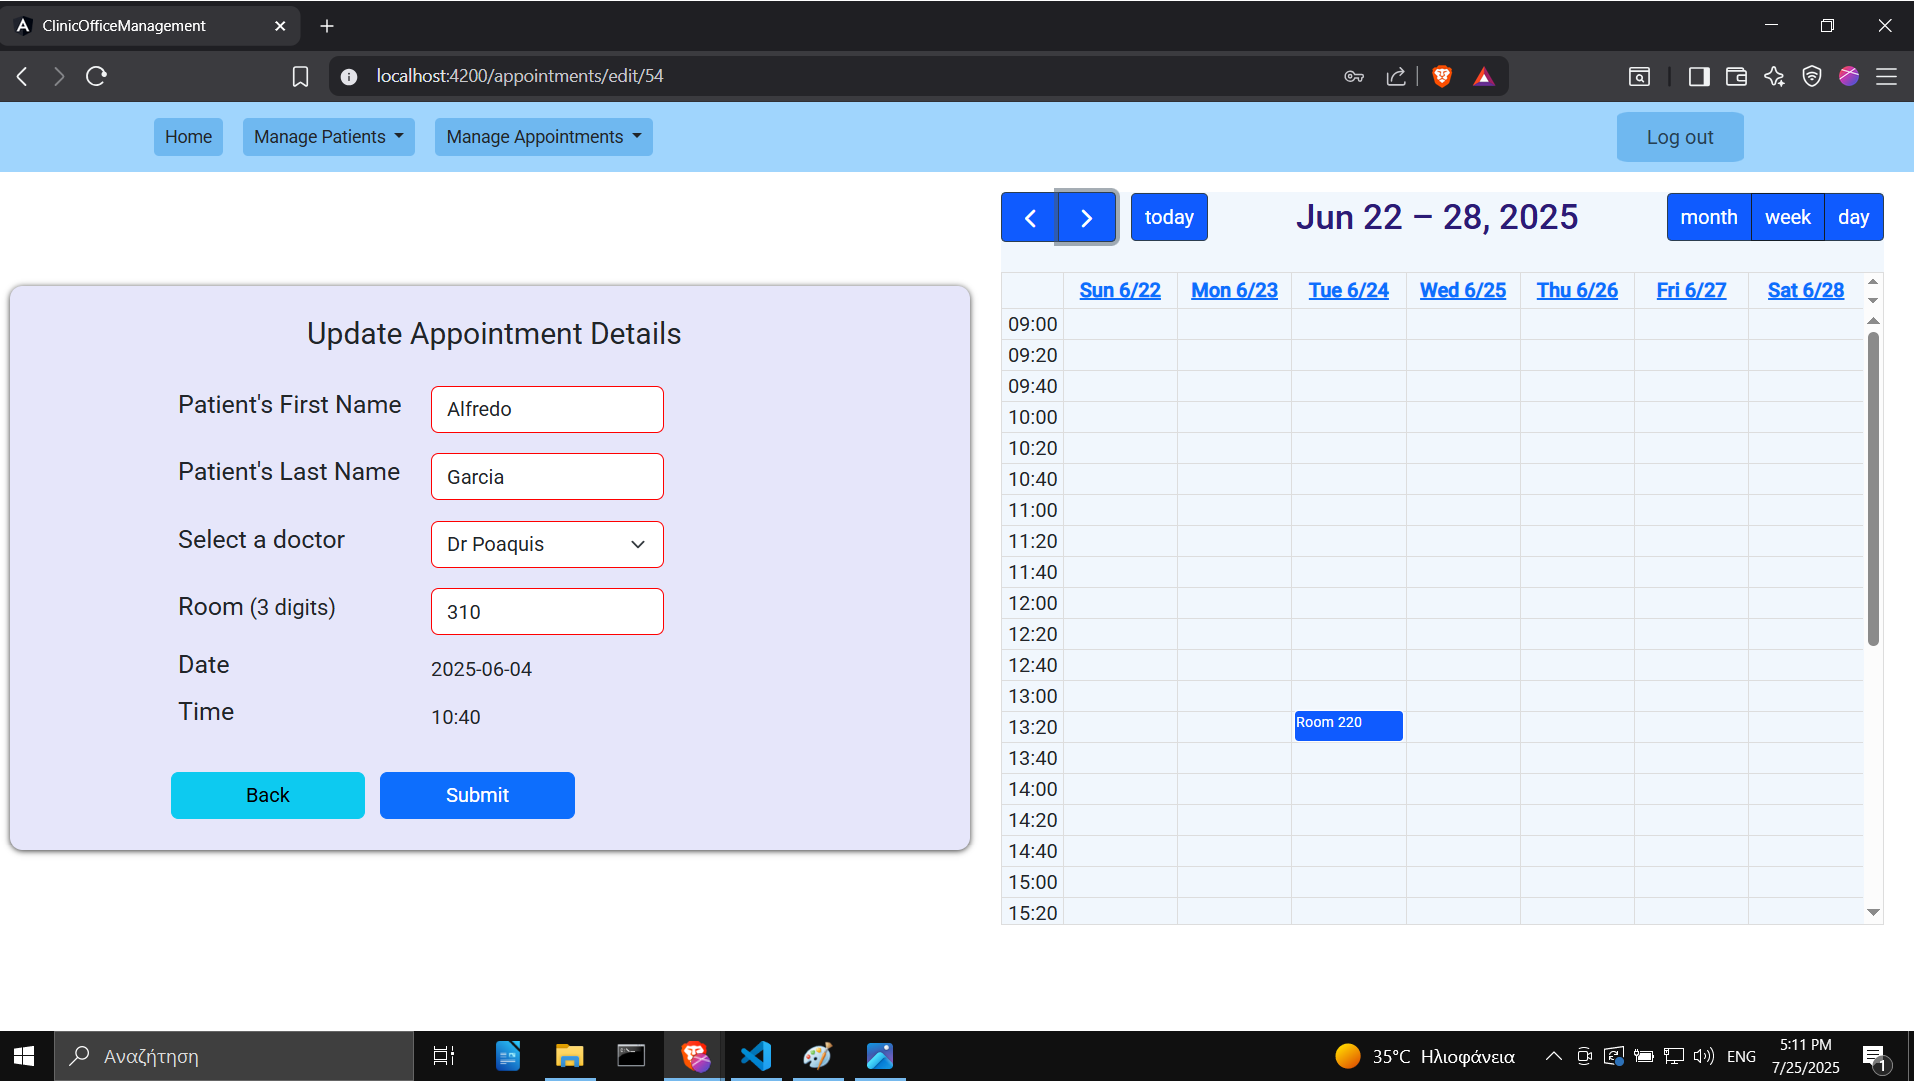 ClinicOfficeManagement
localhost:4200/appointments/edit/54
Home
Manage Patients
Manage Appointments
Log out
Update Appointment Details
Patient's First Name
Alfredo
Patient's Last Name
Garcia
Select a doctor
Dr Poaquis
Room (3 digits)
310
Date
2025-06-04
Time
10:40
Back
Submit
today
Jun 22 – 28, 2025
month
week
day
Sun 6/22
Mon 6/23
Tue 6/24
Wed 6/25
Thu 6/26
Fri 6/27
Sat 6/28
09:00
09:20
09:40
10:00
10:20
10:40
11:00
11:20
11:40
12:00
12:20
12:40
13:00
13:20
Room 220
13:40
14:00
14:20
14:40
15:00
15:20
Αναζήτηση
35°C Ηλιοφάνεια
ENG
5:11 PM
7/25/2025
1